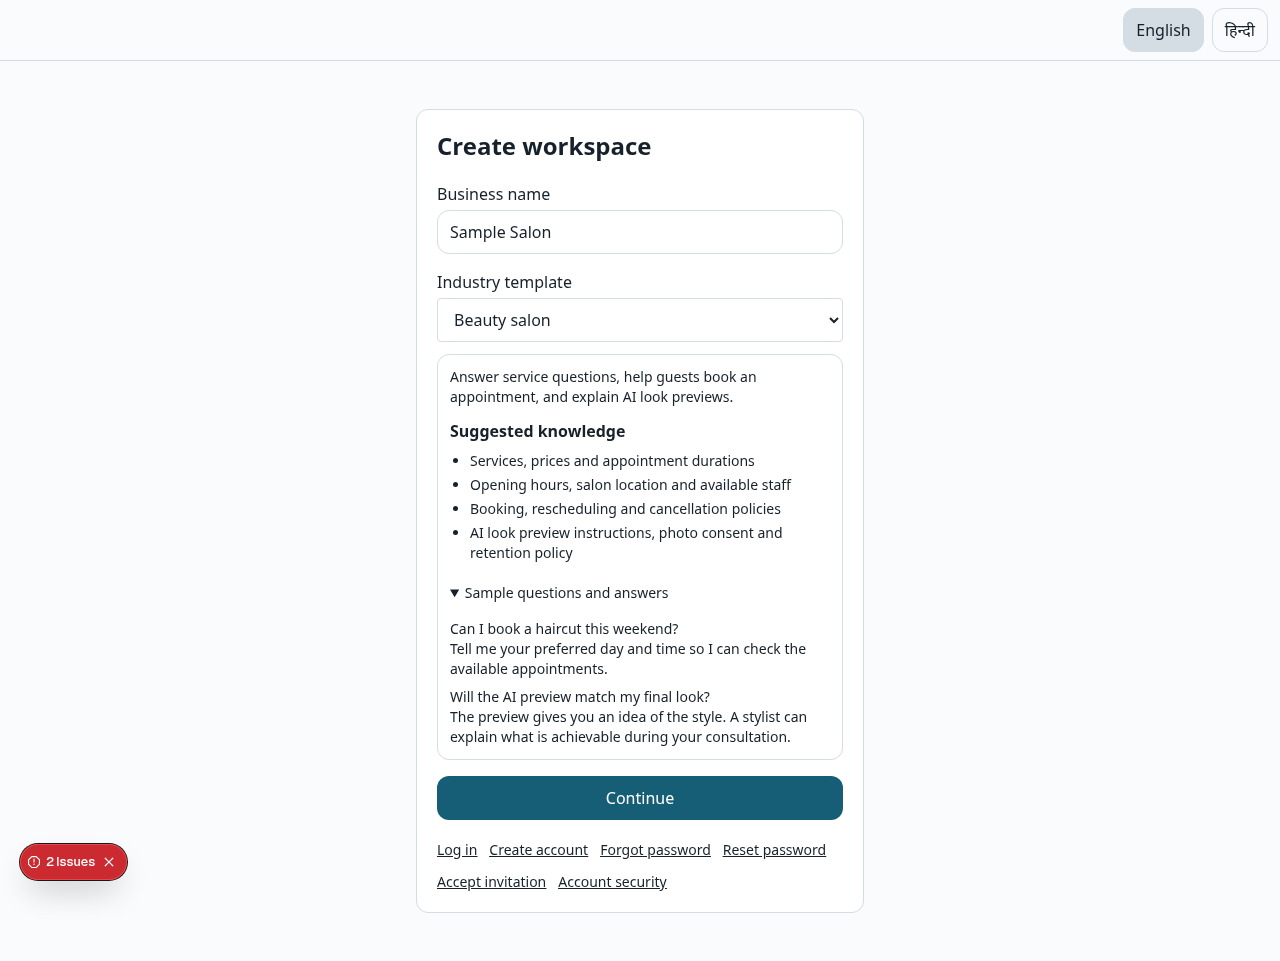 English
हिन्दी
Create workspace
Business name
Sample Salon
Industry template
Beauty salon
Answer service questions, help guests book an
appointment, and explain AI look previews.
Suggested knowledge
Services, prices and appointment durations
Opening hours, salon location and available staff
Booking, rescheduling and cancellation policies
AI look preview instructions, photo consent and
retention policy
Sample questions and answers
Can I book a haircut this weekend?
Tell me your preferred day and time so I can check the
available appointments.
Will the AI preview match my final look?
The preview gives you an idea of the style. A stylist can
explain what is achievable during your consultation.
Continue
Log in Create account Forgot password Reset password
Accept invitation Account security
2 Issues